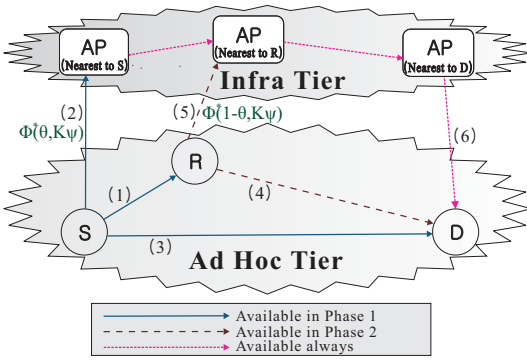 AP
(Nearest to S)
AP
(Nearest to R)
AP
(Nearest to D)
Infra Tier
(2)
Φ*(θ,Kψ)
(5)
Φ*(1-θ,Kψ)
(6)
R
(1)
(4)
S
(3)
D
Ad Hoc Tier
Available in Phase 1
Available in Phase 2
Available always